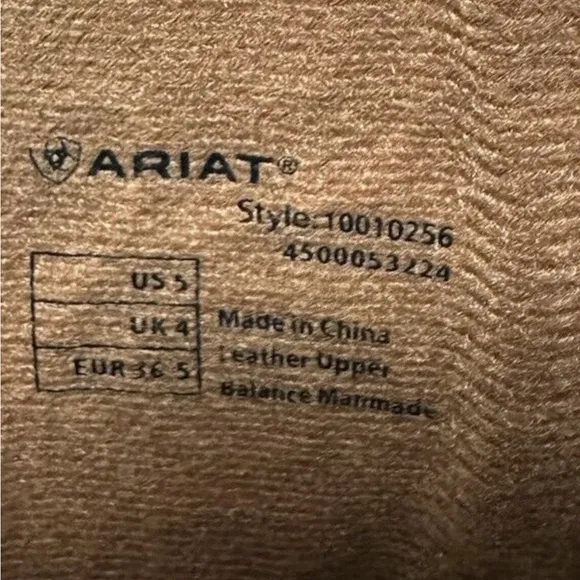 ARIAT®
Style: 10010256
4500053224
US 5
UK 4
EUR 36.5
Made in China
Leather Upper
Balance Manmade